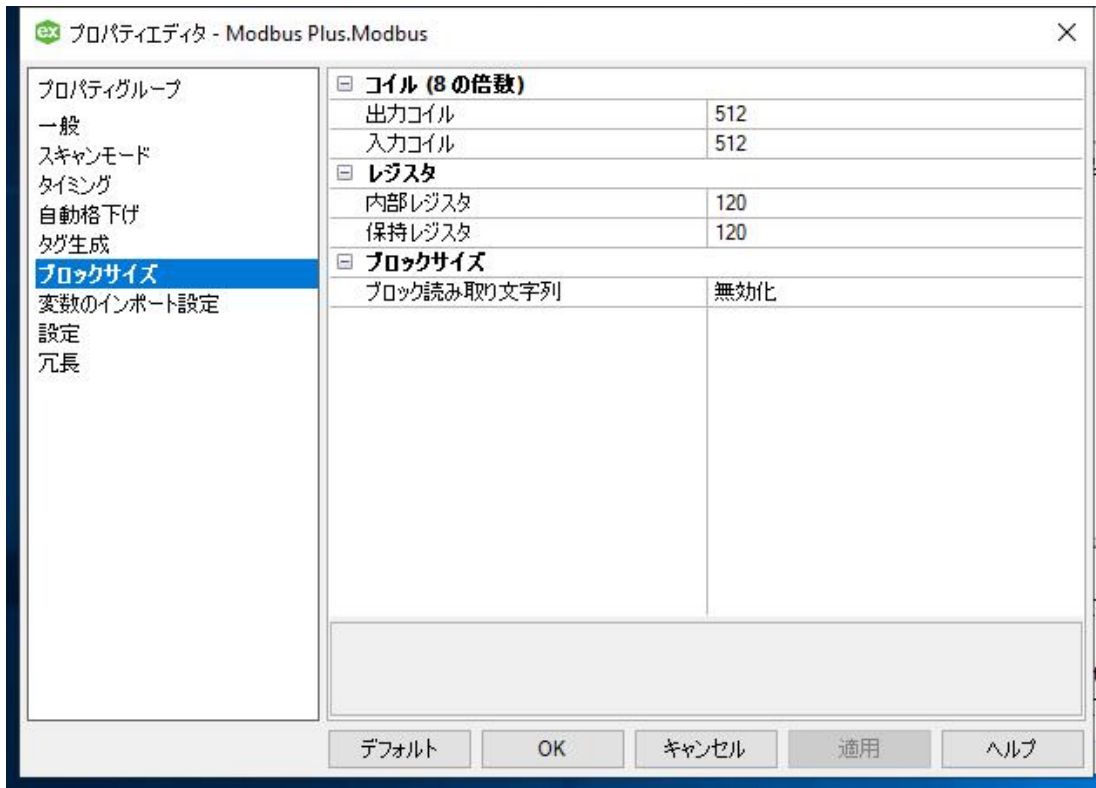 ex プロパティエディタ - Modbus Plus.Modbus
プロパティグループ
一般
スキャンモード
タイミング
自動格下げ
タグ生成
ブロックサイズ
変数のインポート設定
設定
冗長
コイル (8 の倍数)
出力コイル 512
入力コイル 512
レジスタ
内部レジスタ 120
保持レジスタ 120
ブロックサイズ
ブロック読み取り文字列 無効化
デフォルト OK キャンセル 適用 ヘルプ